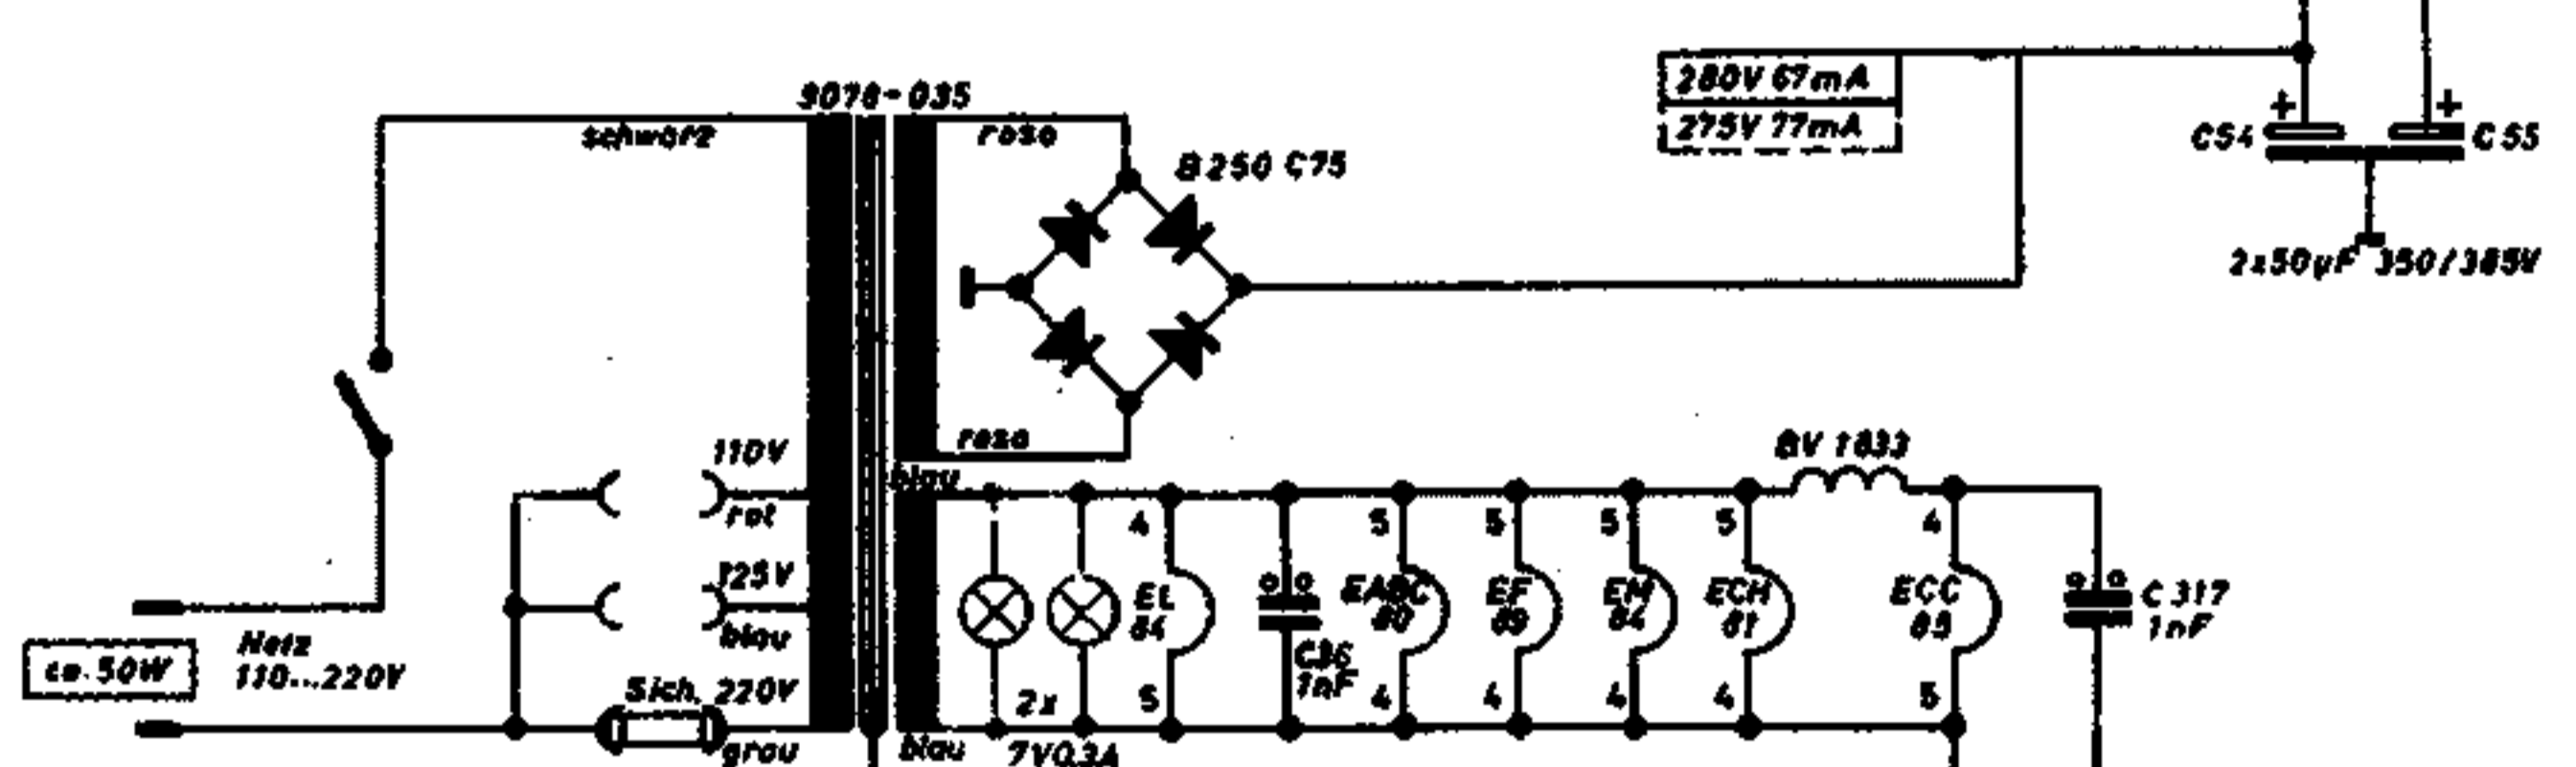 9078-035
schwarz
rosa
B250 C75
280V 67mA
275V 77mA
+
+
C54
C55
2x50µF 350/385V
rosa
blau
110V
rot
125V
blau
Netz
110...220V
ca. 50W
Sich. 220V
grau
blau
2x
7V0,3A
BV 1833
4
5
5
5
5
4
EL
84
C36
1nF
EABC
80
EF
89
EM
84
ECH
81
ECC
85
C317
1nF
5
4
4
4
4
5